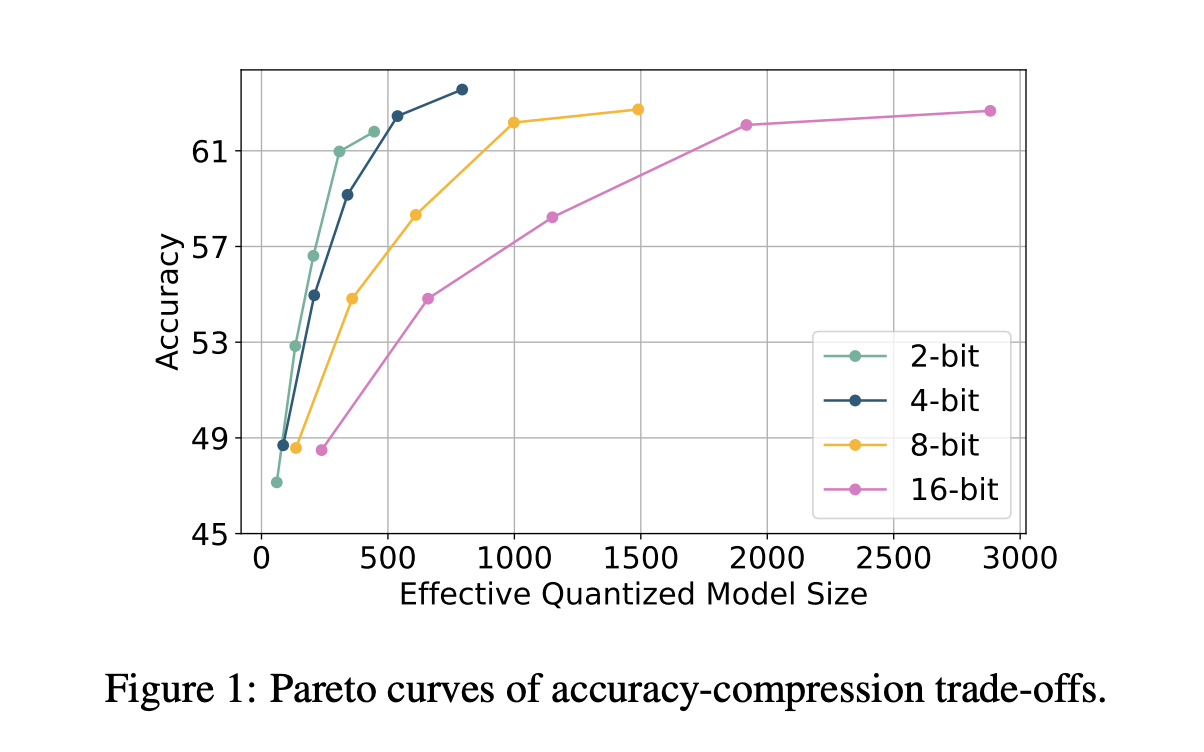 61
57
53
49
45
Accuracy
2-bit
4-bit
8-bit
16-bit
0 500 1000 1500 2000 2500 3000
Effective Quantized Model Size
Figure 1: Pareto curves of accuracy-compression trade-offs.